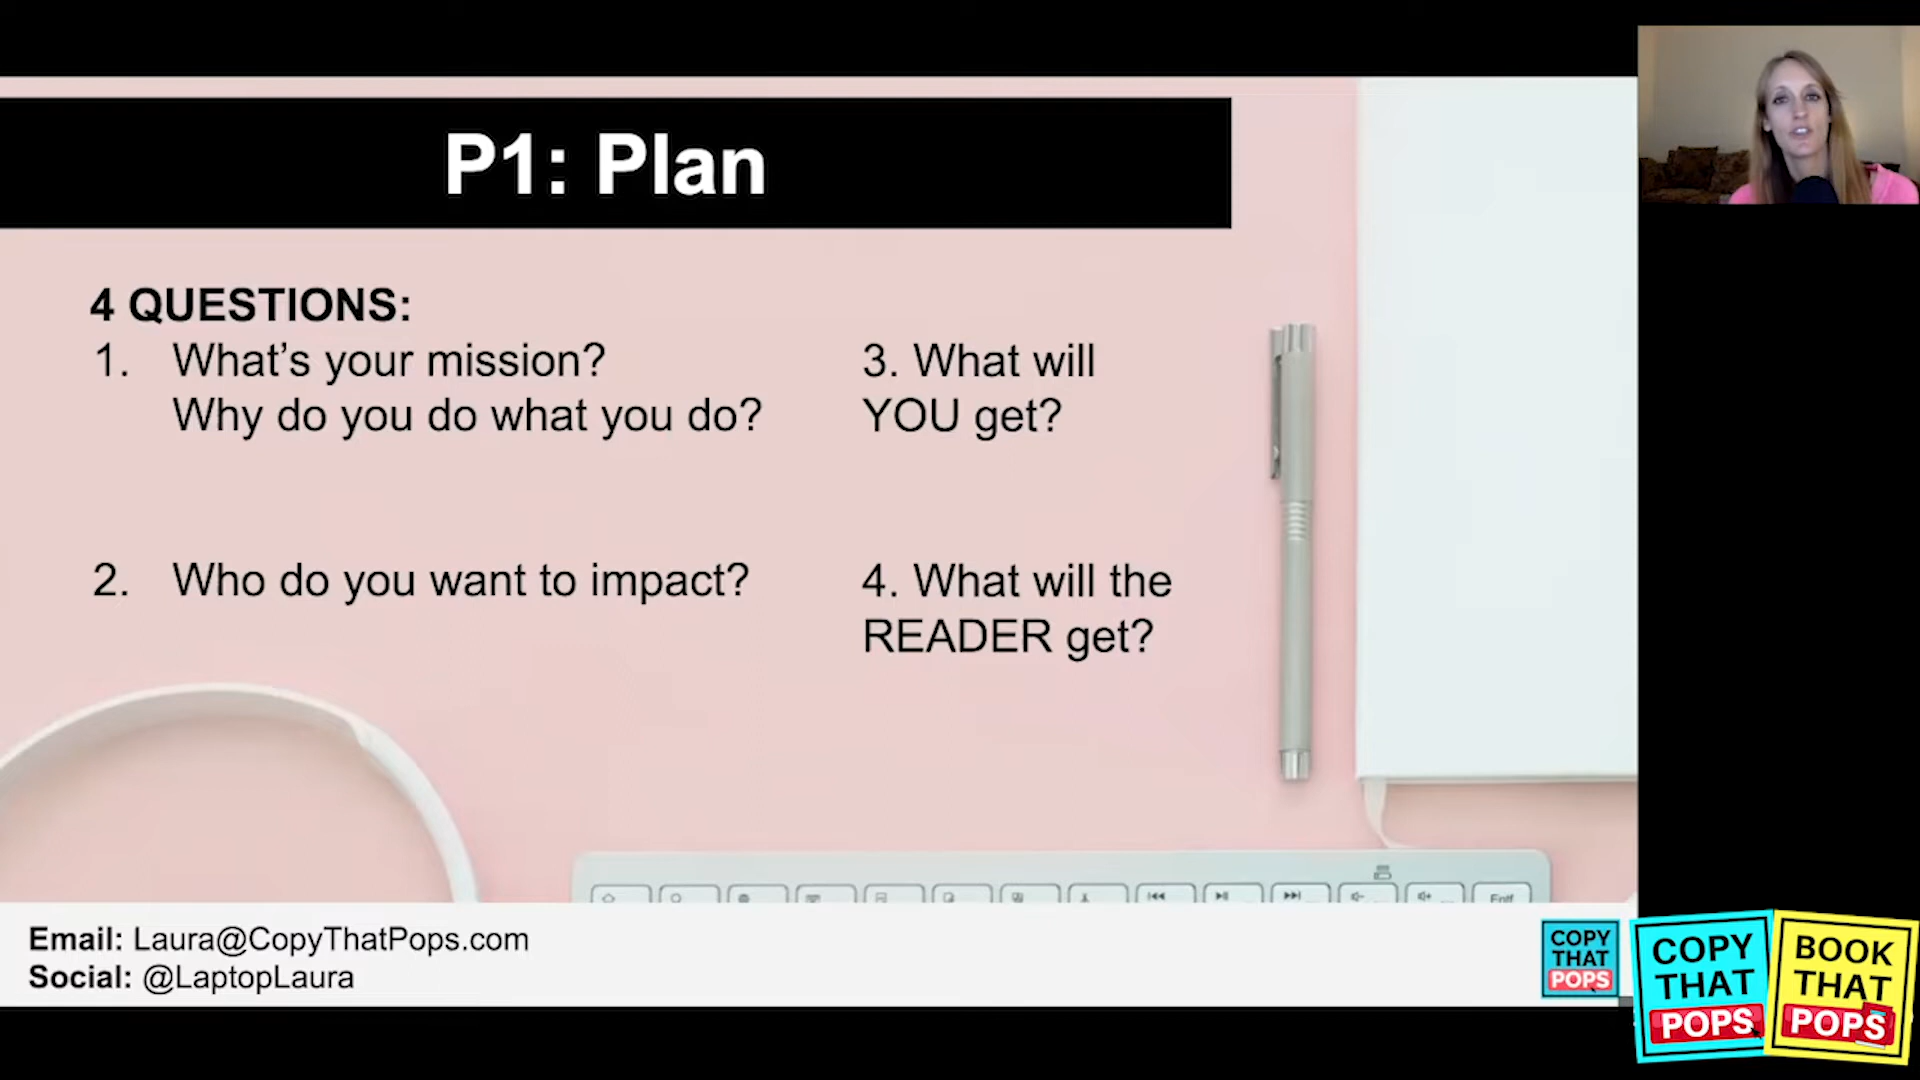 P1: Plan
4 QUESTIONS:
1. What's your mission?
Why do you do what you do?
2. Who do you want to impact?
3. What will
YOU get?
4. What will the
READER get?
Entf
Email: Laura@CopyThatPops.com
Social: @LaptopLaura
COPY
THAT
POPS
COPY
THAT
POPS
BOOK
THAT
POPS